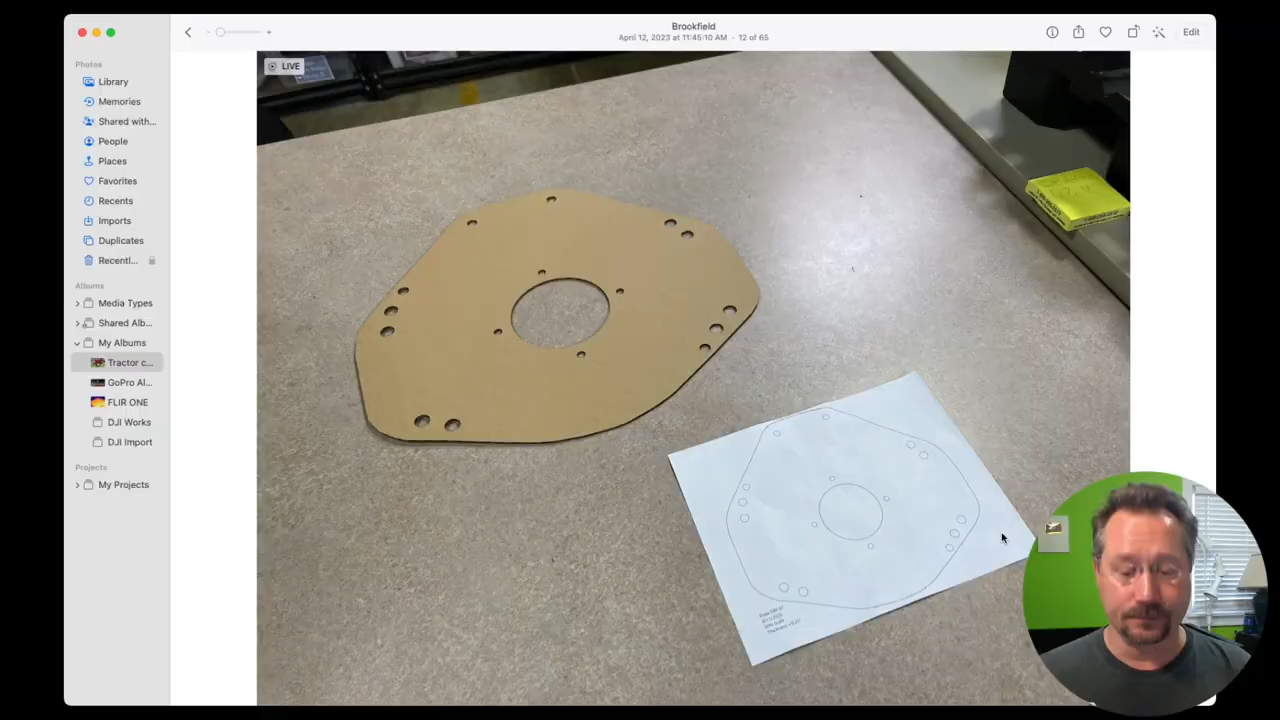 Brookfield
April 12, 2023 at 11:45:10 AM - 12 of 65
Edit
LIVE
Photos
Library
Memories
Shared with...
People
Places
Favorites
Recents
Imports
Duplicates
Recentl...
Albums
Media Types
Shared Alb...
My Albums
Tractor c...
GoPro Al...
FLIR ONE
DJI Works
DJI Import
Projects
My Projects